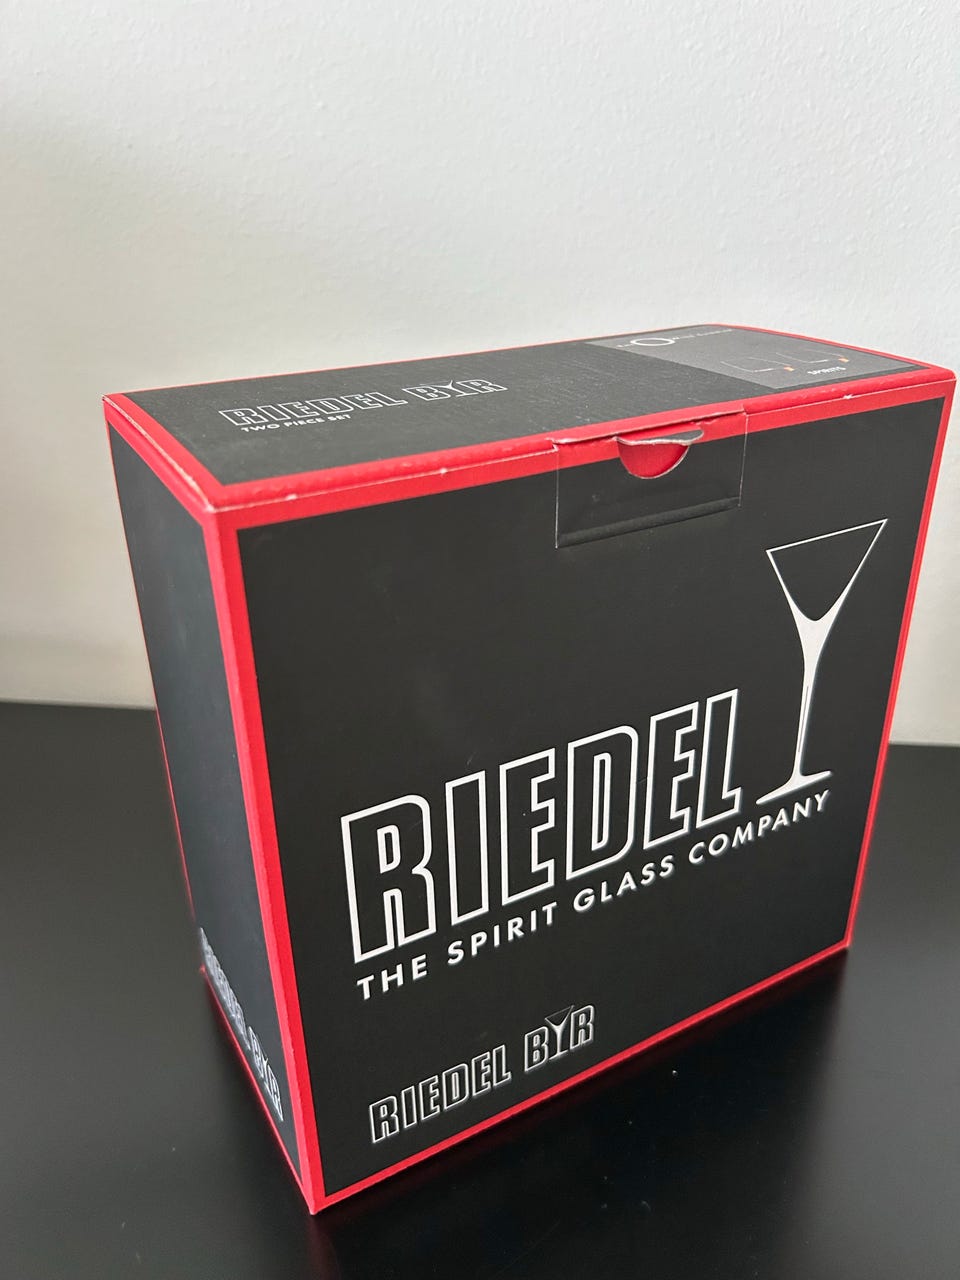 RIEDEL BAR
TWO PIECE SET
SPIRITS
RIEDEL
THE SPIRIT GLASS COMPANY
RIEDEL BAR
RIEDEL BAR